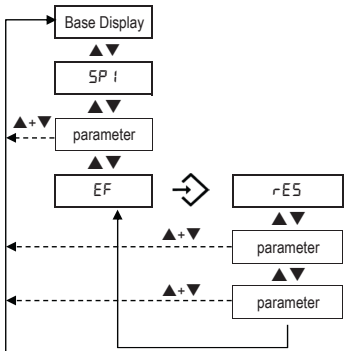 Base Display
▲▼
SP1
▲▼
▲+▼
parameter
▲▼
EF
rES
▲▼
▲+▼
parameter
▲▼
▲+▼
parameter